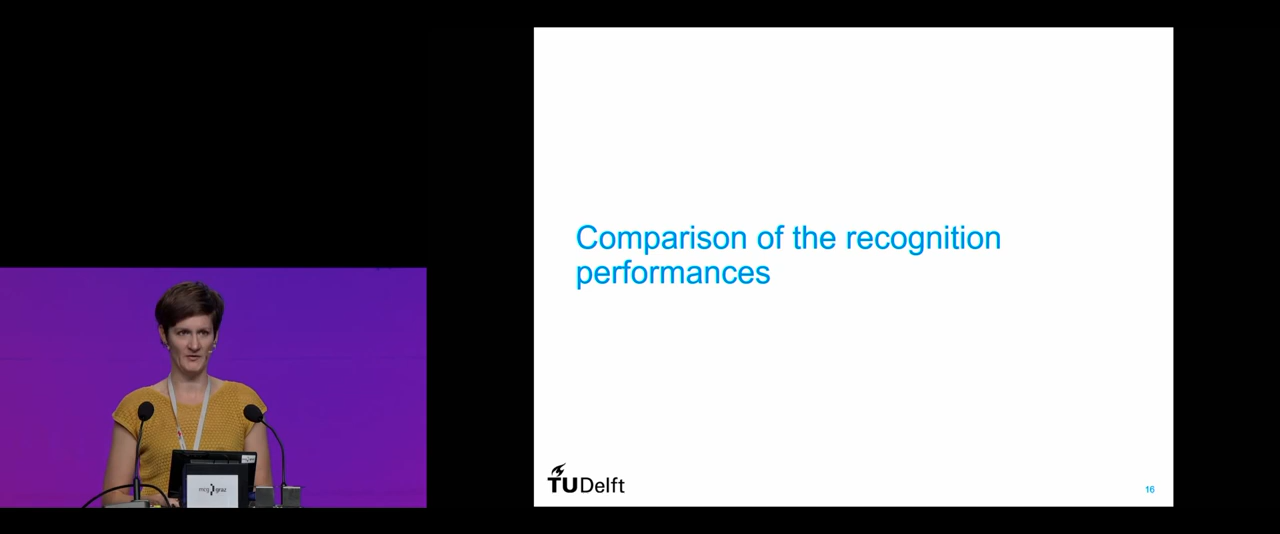 Comparison of the recognition
performances
TUDelft
16